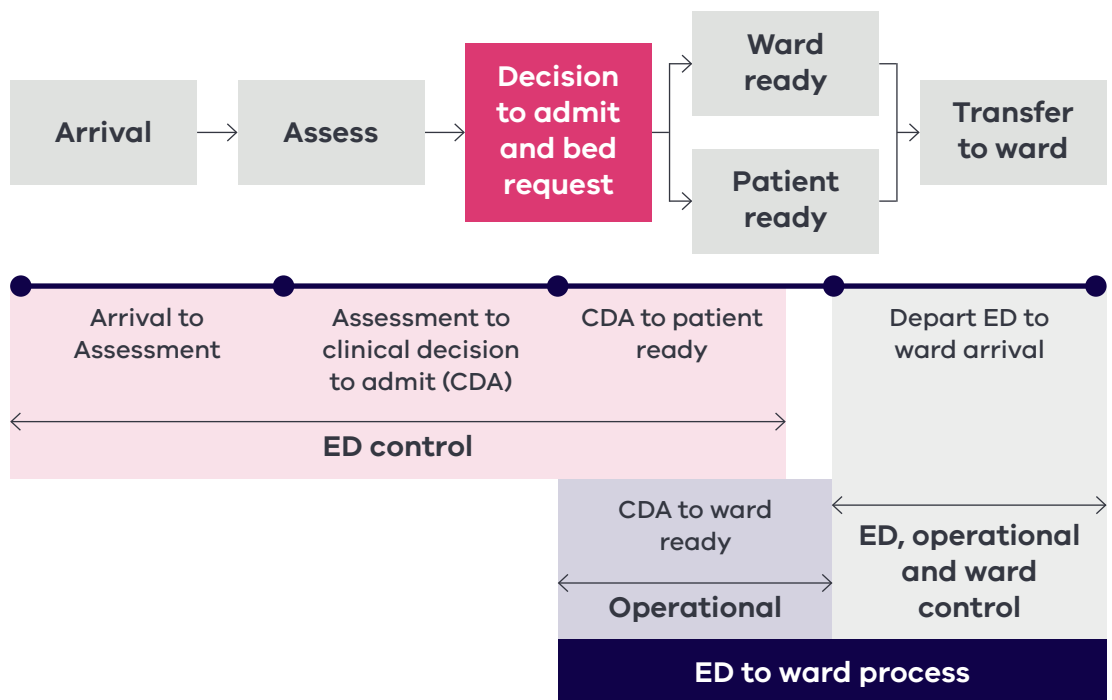 Arrival
Assess
Decision
to admit
and bed
request
Ward
ready
Patient
ready
Transfer
to ward
Arrival to
Assessment
Assessment to
clinical decision
to admit (CDA)
CDA to patient
ready
Depart ED to
ward arrival
ED control
CDA to ward
ready
Operational
ED, operational
and ward
control
ED to ward process